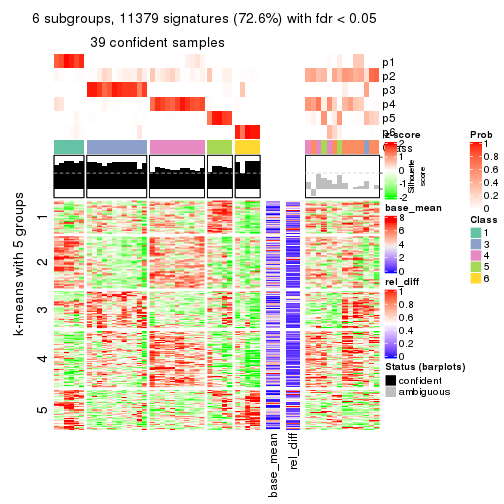 6 subgroups, 11379 signatures (72.6%) with fdr < 0.05
39 confident samples
p1
p2
p3
p4
p5
p6
Class
Silhouette
score
k-means with 5 groups
1
2
3
4
5
base_mean
rel_diff
z-score
2
1
0
-1
-2
base_mean
8
6
4
2
0
rel_diff
1
0.8
0.6
0.4
0.2
0
Status (barplots)
confident
ambiguous
Prob
1
0.8
0.6
0.4
0.2
0
Class
1
3
4
5
6